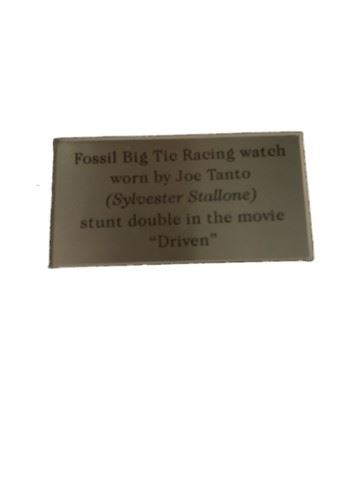 Fossil Big Tic Racing watch
worn by Joe Tanto
(Sylvester Stallone)
stunt double in the movie
“Driven”